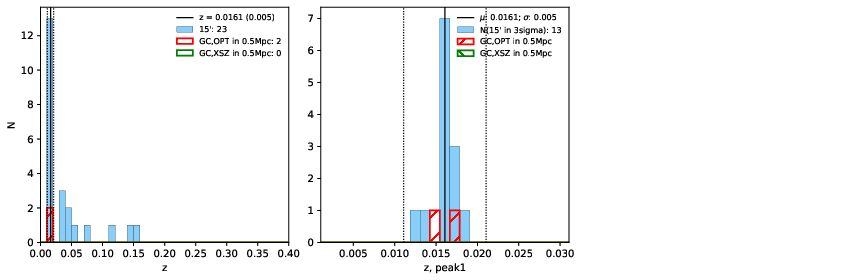 z = 0.0161 (0.005)
15': 23
GC,OPT in 0.5Mpc: 2
GC,XSZ in 0.5Mpc: 0
N
12
10
8
6
4
2
0
0.00 0.05 0.10 0.15 0.20 0.25 0.30 0.35 0.40
z
μ: 0.0161; σ: 0.005
N(15' in 3sigma): 13
GC,OPT in 0.5Mpc
GC,XSZ in 0.5Mpc
7
6
5
4
3
2
1
0
0.005 0.010 0.015 0.020 0.025 0.030
z, peak1